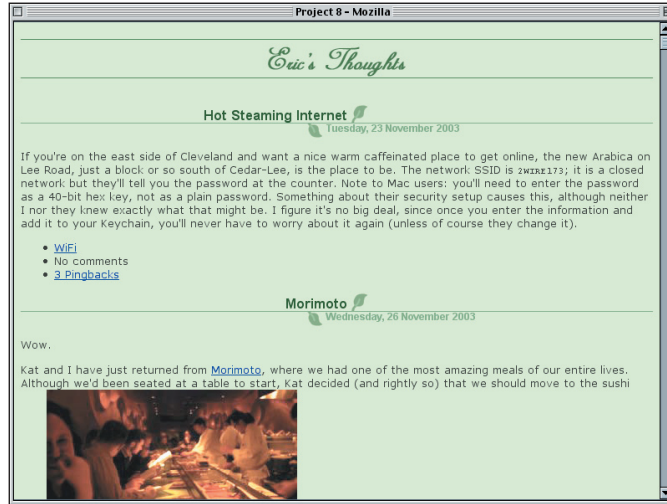 Project 8 – Mozilla
Eric's Thoughts
Hot Steaming Internet
Tuesday, 23 November 2003
If you're on the east side of Cleveland and want a nice warm caffeinated place to get online, the new Arabica on
Lee Road, just a block or so south of Cedar-Lee, is the place to be. The network SSID is 2WIRE173; it is a closed
network but they'll tell you the password at the counter. Note to Mac users: you'll need to enter the password
as a 40-bit hex key, not as a plain password. Something about their security setup causes this, although neither
I nor they knew exactly what that might be. I figure it's no big deal, since once you enter the information and
add it to your Keychain, you'll never have to worry about it again (unless of course they change it).
WiFi
No comments
3 Pingbacks
Morimoto
Wednesday, 26 November 2003
Wow.
Kat and I have just returned from Morimoto, where we had one of the most amazing meals of our entire lives.
Although we'd been seated at a table to start, Kat decided (and rightly so) that we should move to the sushi